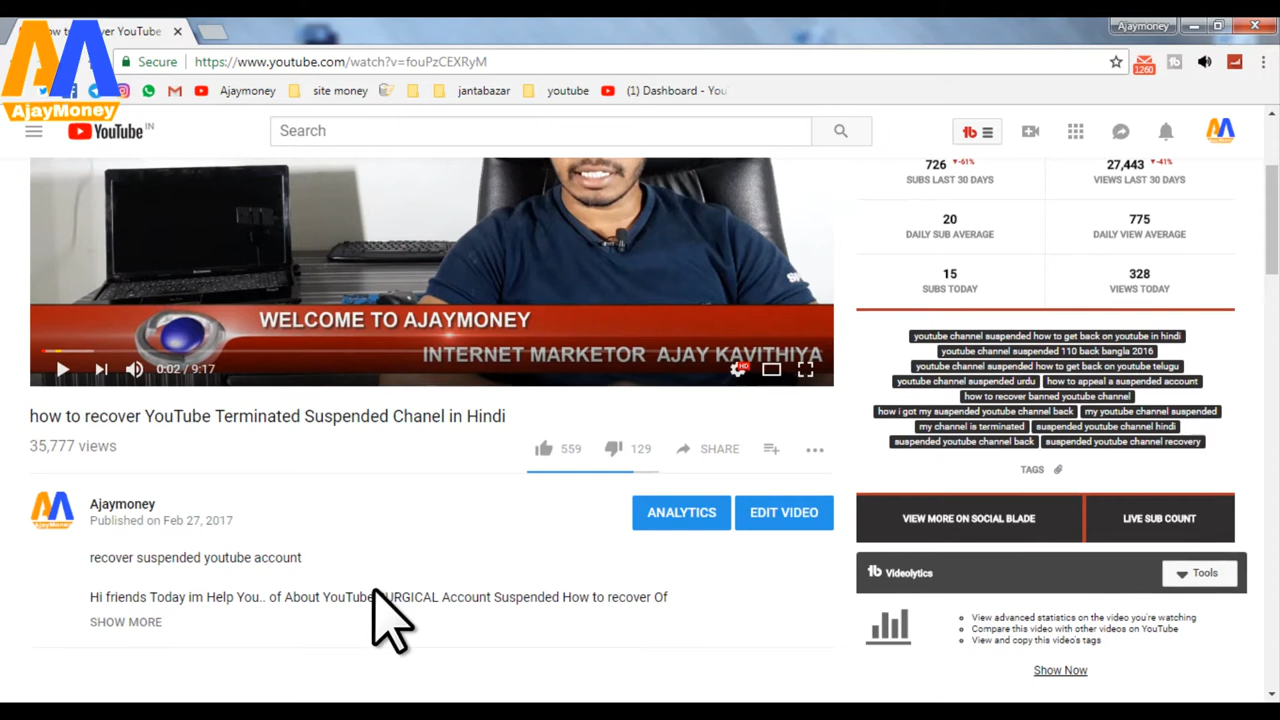 how to recover YouTube
Ajaymoney
Secure
https://www.youtube.com/watch?v=fouPzCEXRyM
1260
AjayMoney
Ajaymoney
site money
jantabazar
youtube
(1) Dashboard - You
YouTube IN
Search
tb
726 -61%
27,443 -41%
SUBS LAST 30 DAYS
VIEWS LAST 30 DAYS
20
775
DAILY SUB AVERAGE
DAILY VIEW AVERAGE
15
328
SUBS TODAY
VIEWS TODAY
WELCOME TO AJAYMONEY
INTERNET MARKETOR AJAY KAVITHIYA
0:02 / 9:17
HD
youtube channel suspended how to get back on youtube in hindi
youtube channel suspended 110 back bangla 2016
youtube channel suspended how to get back on youtube telugu
youtube channel suspended urdu
how to appeal a suspended account
how to recover banned youtube channel
how i got my suspended youtube channel back
my youtube channel suspended
my channel is terminated
suspended youtube channel hindi
suspended youtube channel back
suspended youtube channel recovery
TAGS
how to recover YouTube Terminated Suspended Chanel in Hindi
35,777 views
559
129
SHARE
Ajaymoney
Published on Feb 27, 2017
ANALYTICS
EDIT VIDEO
VIEW MORE ON SOCIAL BLADE
LIVE SUB COUNT
recover suspended youtube account
Hi friends Today im Help You.. of About YouTube SURGICAL Account Suspended How to recover Of
SHOW MORE
tb Videolytics
Tools
View advanced statistics on the video you're watching
Compare this video with other videos on YouTube
View and copy this video's tags
Show Now